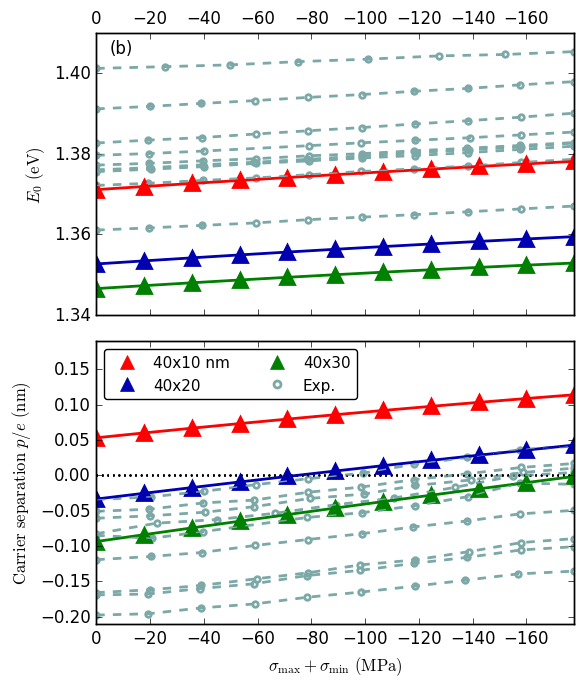 0 −20 −40 −60 −80 −100 −120 −140 −160
(b)
1.40
1.38
1.36
1.34
E₀ (eV)
40x10 nm 40x30
40x20 Exp.
0.15
0.10
0.05
0.00
−0.05
−0.10
−0.15
−0.20
Carrier separation p/e (nm)
0 −20 −40 −60 −80 −100 −120 −140 −160
σmax + σmin (MPa)